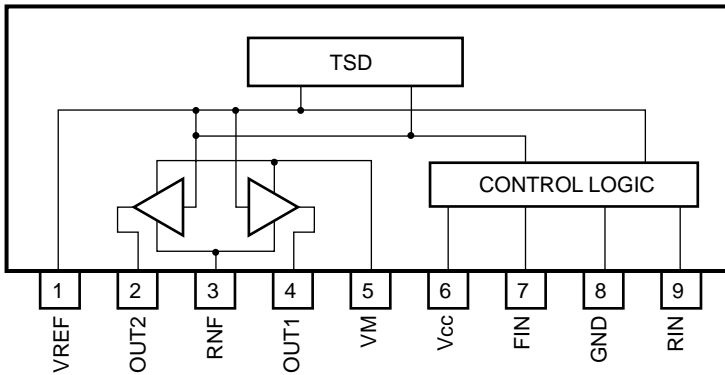 TSD
CONTROL LOGIC
1 2 3 4 5 6 7 8 9
VREF OUT2 RNF OUT1 VM Vcc FIN GND RIN